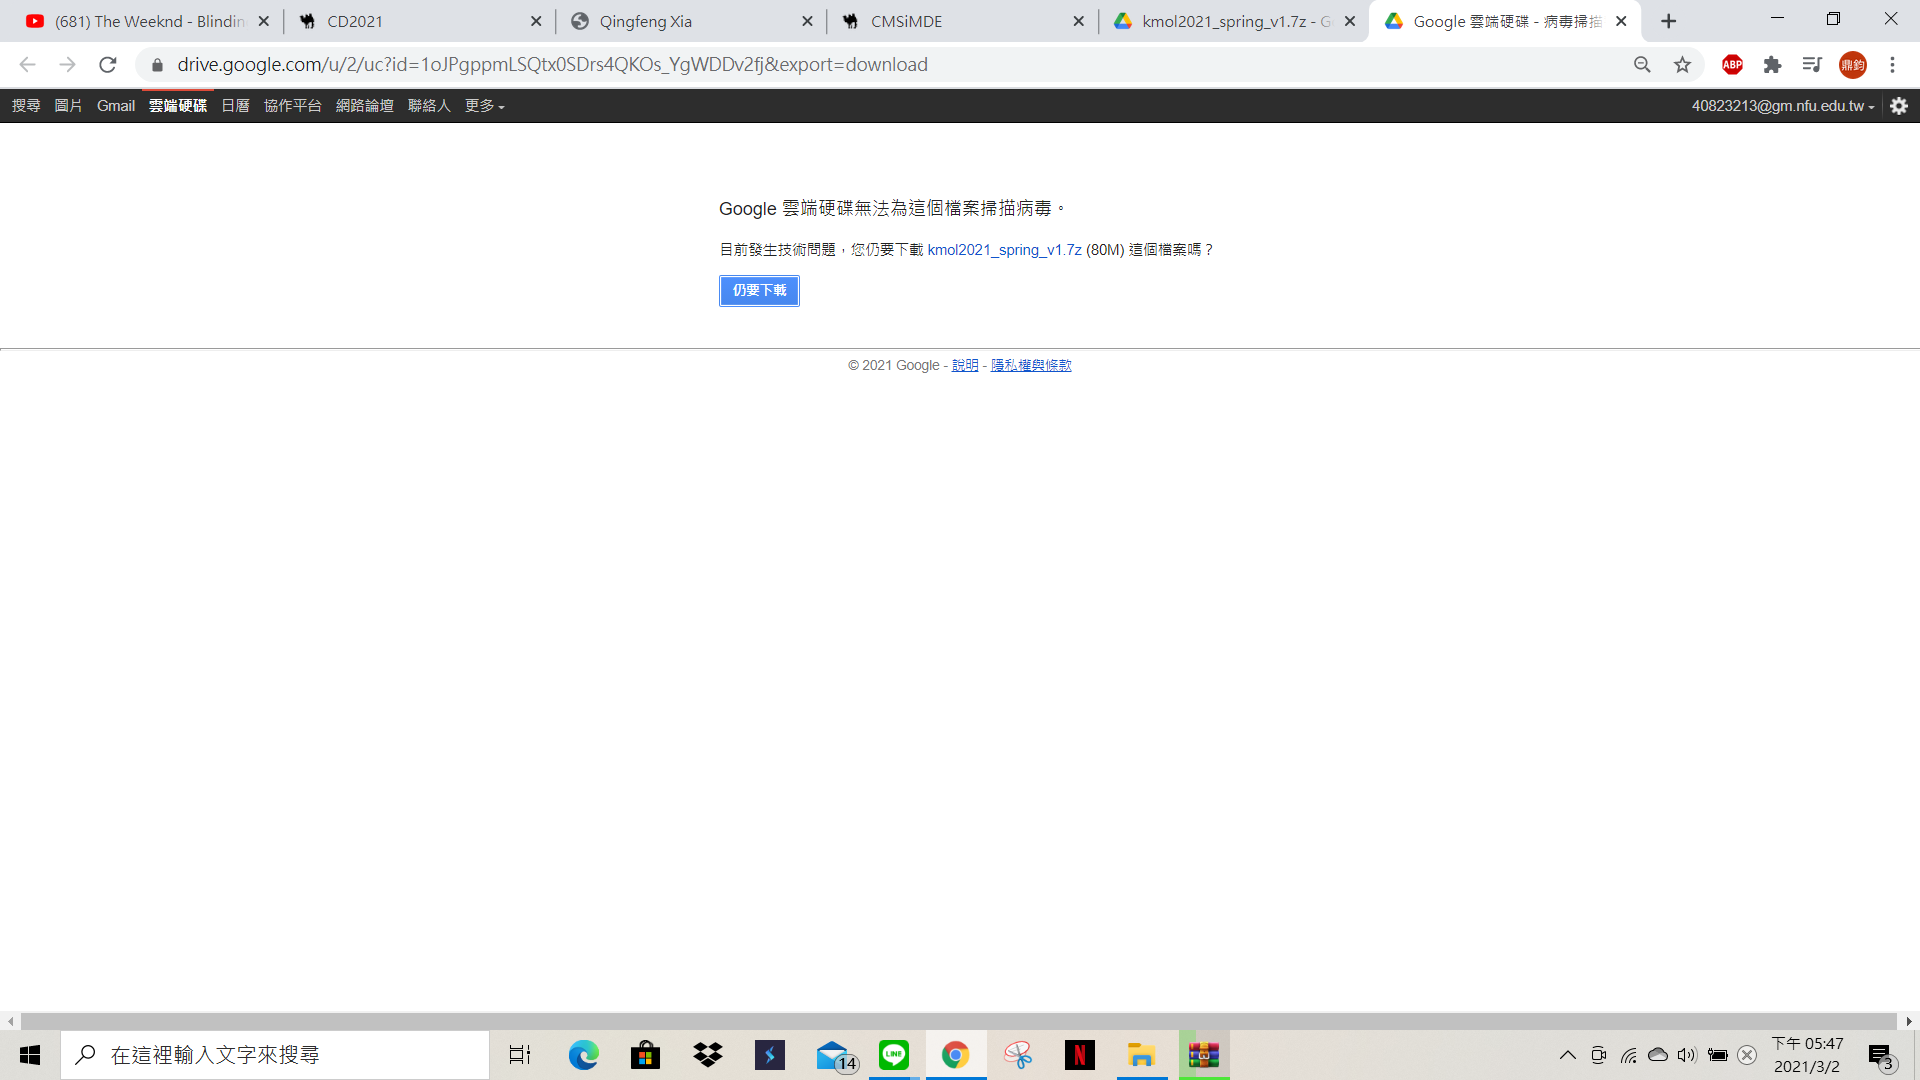 (681) The Weeknd - Blindin
CD2021
Qingfeng Xia
CMSiMDE
kmol2021_spring_v1.7z - G
Google 雲端硬碟 - 病毒掃描
drive.google.com/u/2/uc?id=1oJPgppmLSQtx0SDrs4QKOs_YgWDDv2fj&export=download
ABP
鼎鈞
搜尋 圖片 Gmail 雲端硬碟 日曆 協作平台 網路論壇 聯絡人 更多
40823213@gm.nfu.edu.tw
Google 雲端硬碟無法為這個檔案掃描病毒。
目前發生技術問題，您仍要下載 kmol2021_spring_v1.7z (80M) 這個檔案嗎？
仍要下載
© 2021 Google - 說明 - 隱私權與條款
在這裡輸入文字來搜尋
14
LINE
N
下午 05:47
2021/3/2
3